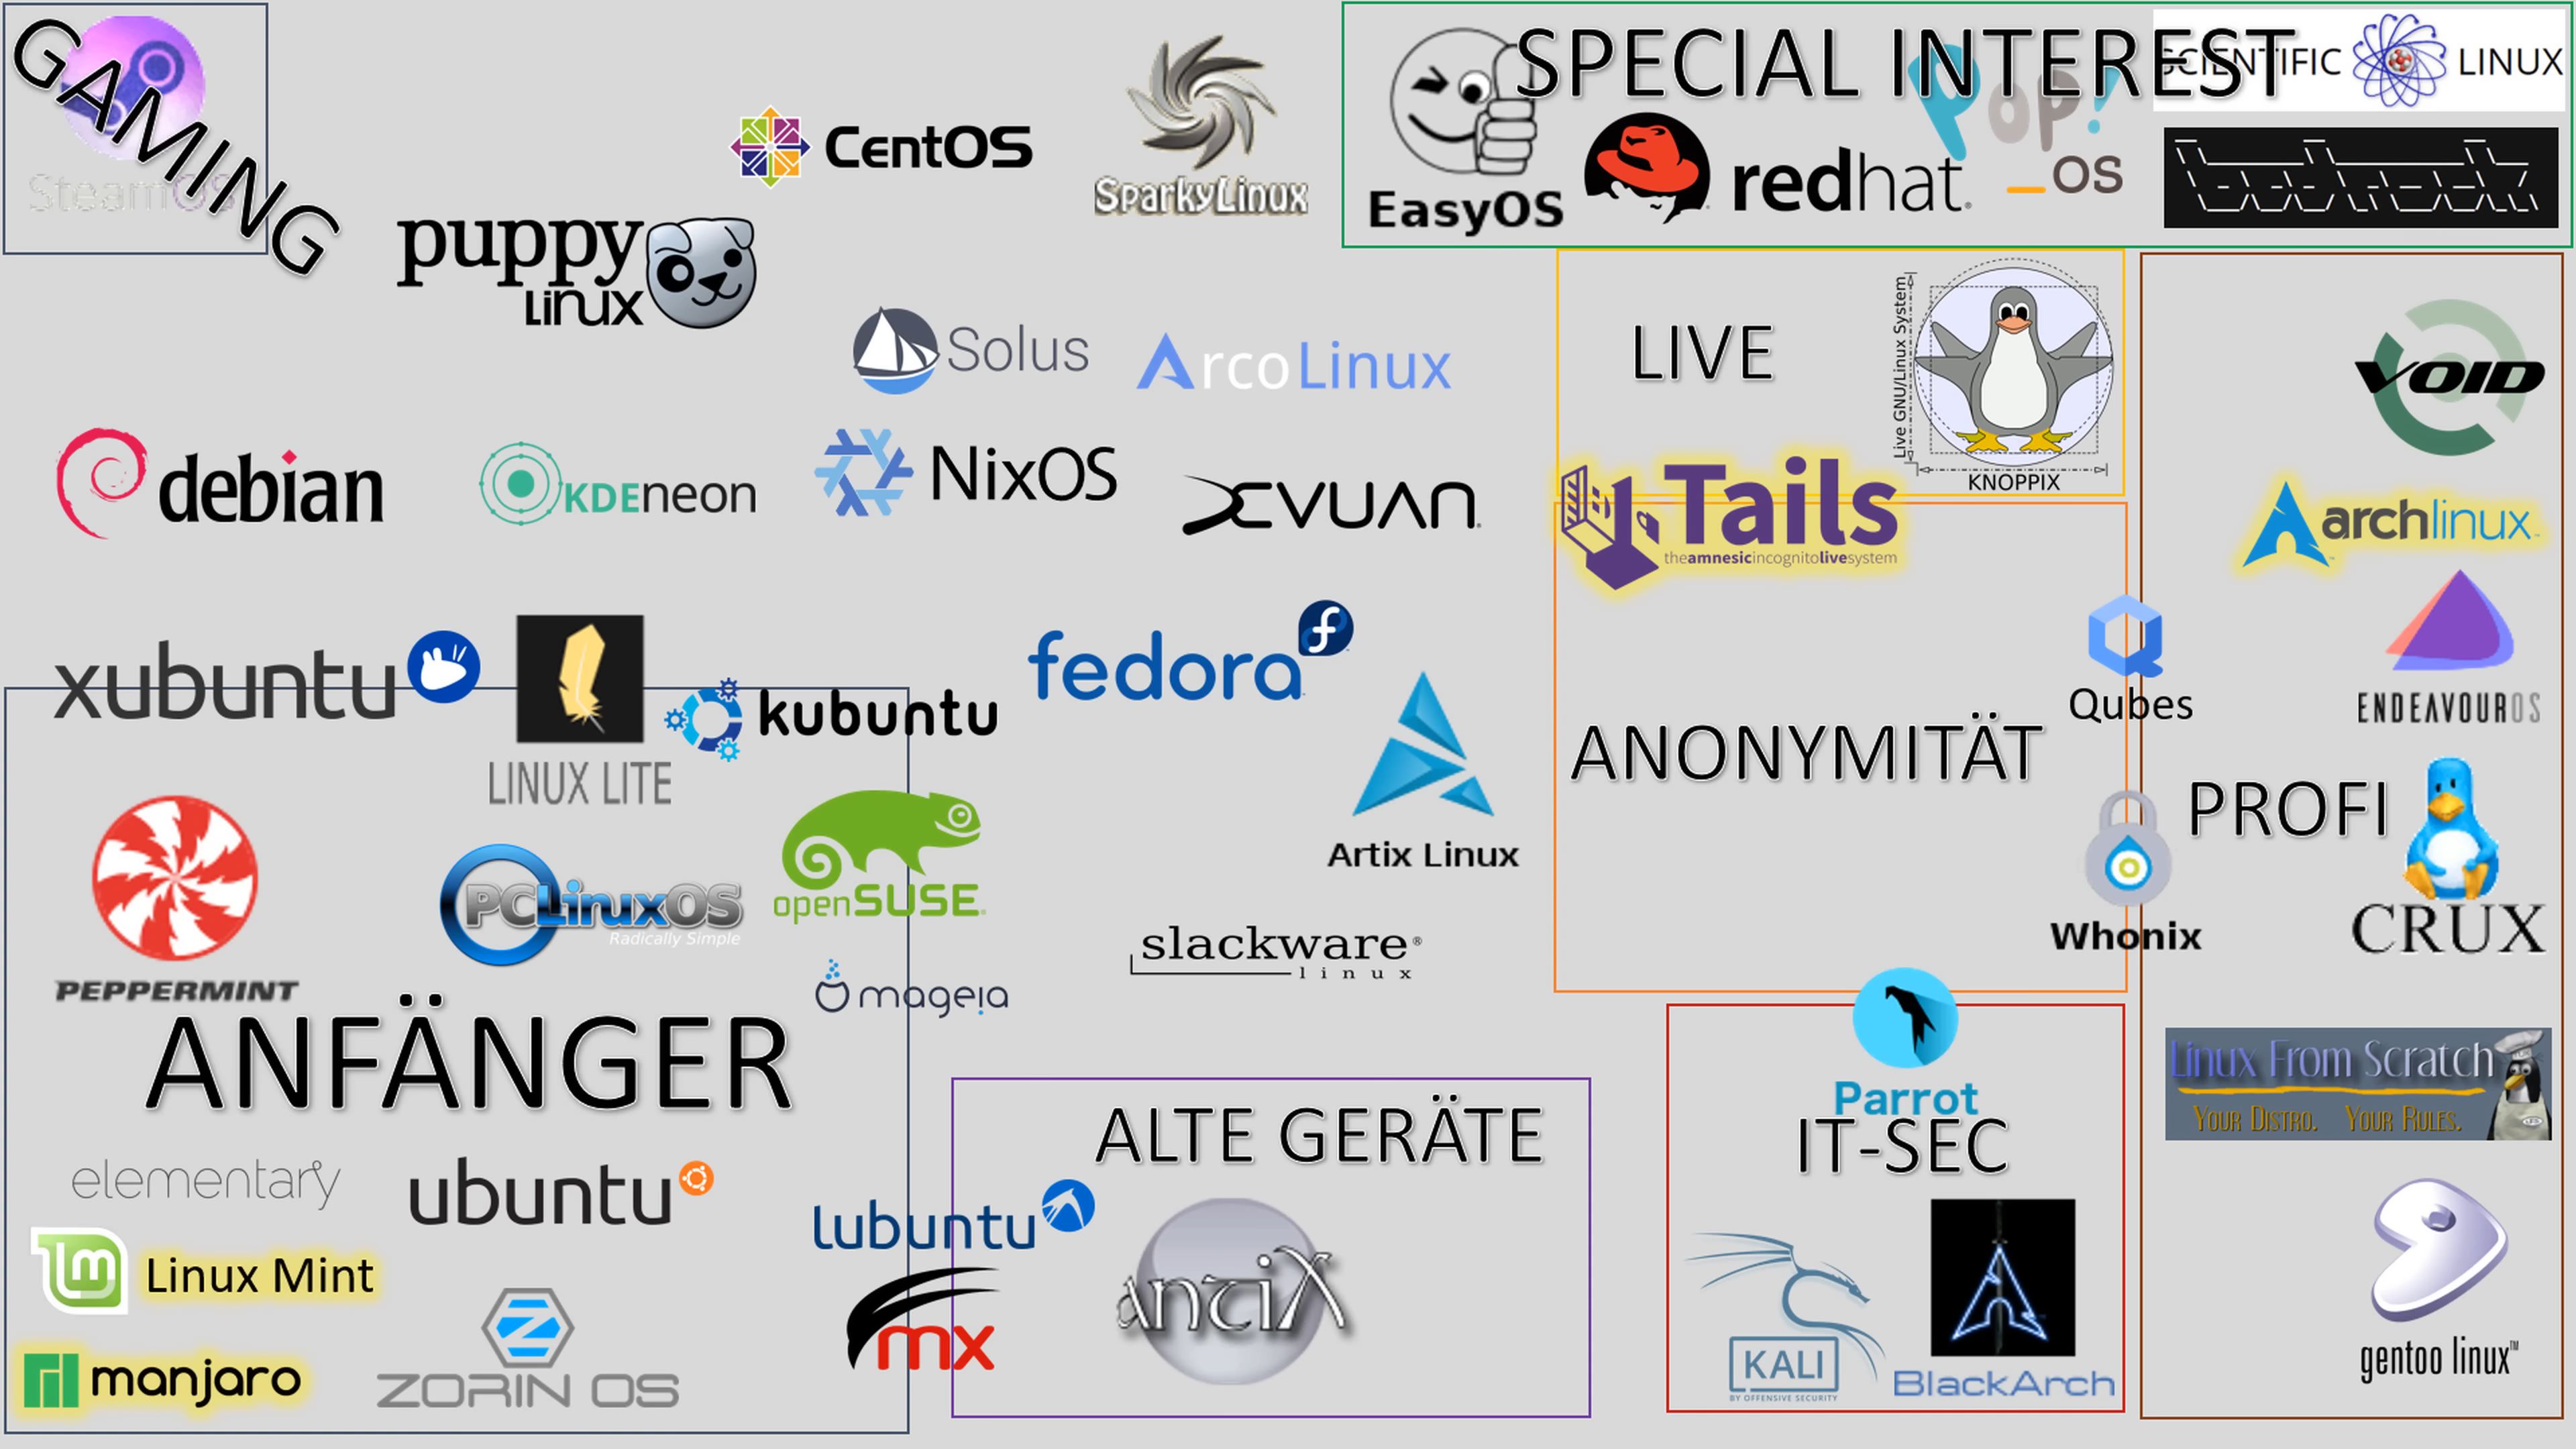 GAMING
SteamOS
CentOS
SparkyLinux
puppy
Linux
Solus
ArcoLinux
debian
KDEneon
NixOS
DEVUAN
SPECIAL INTEREST
EasyOS
redhat
Pop!
_OS
SCIENTIFIC LINUX
bedrock
LIVE
Live GNU/Linux System
KNOPPIX
Tails
theamnesicincognitolivesystem
VOID
archlinux
ENDEAVOUROS
Qubes
ANONYMITÄT
Whonix
PROFI
CRUX
Linux From Scratch
YOUR DISTRO. YOUR RULES.
gentoo linux™
xubuntu
LINUX LITE
kubuntu
fedora
Artix Linux
PEPPERMINT
PCLinuxOS
Radically Simple
openSUSE
mageia
slackware®
linux
ANFÄNGER
elementary
ubuntu
Linux Mint
manjaro
ZORIN OS
lubuntu
mx
ALTE GERÄTE
antiX
Parrot
IT-SEC
KALI
BY OFFENSIVE SECURITY
BlackArch